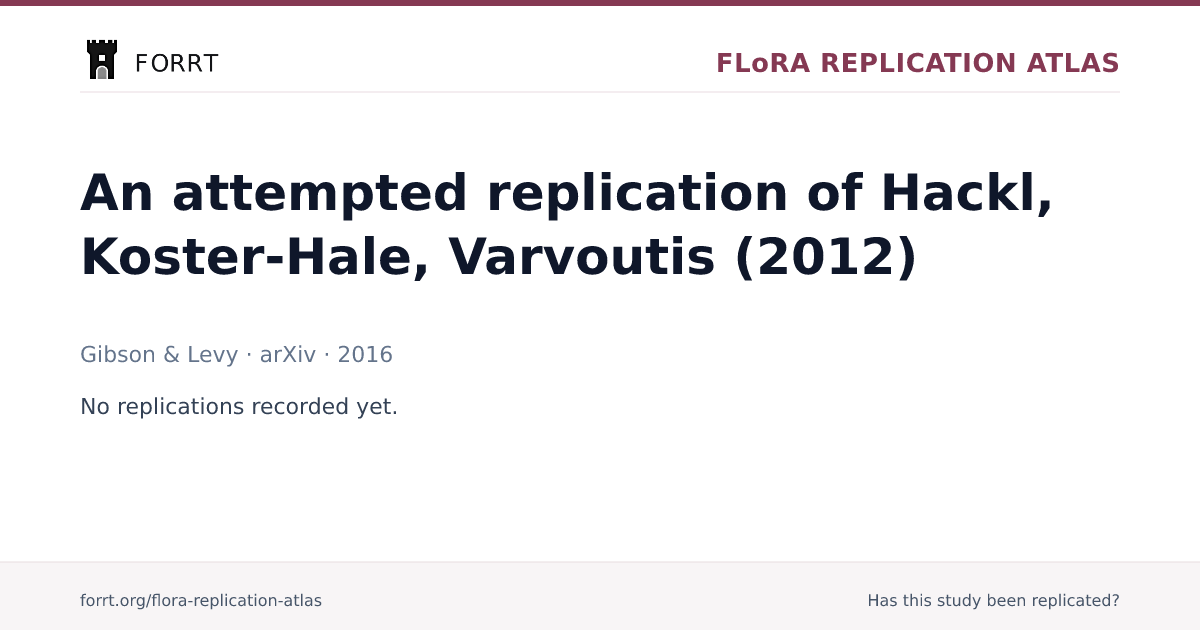 FORRT
FLoRA REPLICATION ATLAS
An attempted replication of Hackl,
Koster-Hale, Varvoutis (2012)
Gibson & Levy · arXiv · 2016
No replications recorded yet.
forrt.org/flora-replication-atlas
Has this study been replicated?